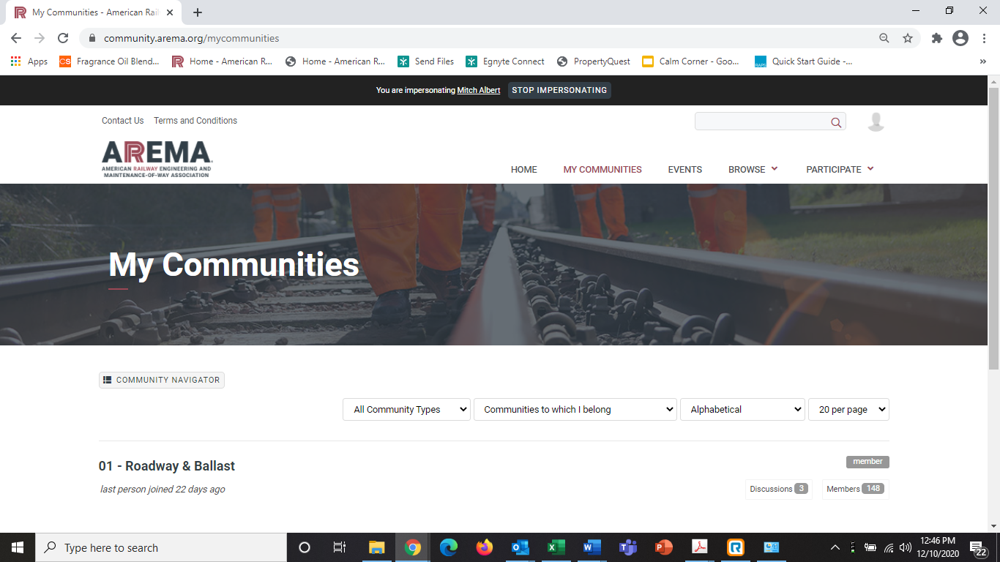 My Communities - American Rail
community.arema.org/mycommunities
Apps
Fragrance Oil Blend...
Home - American R...
Home - American R...
Send Files
Egnyte Connect
PropertyQuest
Calm Corner - Goo...
Quick Start Guide -...
You are impersonating Mitch Albert STOP IMPERSONATING
Contact Us Terms and Conditions
AREMA
AMERICAN RAILWAY ENGINEERING AND
MAINTENANCE-OF-WAY ASSOCIATION
HOME MY COMMUNITIES EVENTS BROWSE PARTICIPATE
My Communities
COMMUNITY NAVIGATOR
All Community Types Communities to which I belong Alphabetical 20 per page
01 - Roadway & Ballast member
last person joined 22 days ago Discussions 3 Members 148
Type here to search
12:46 PM
12/10/2020
22